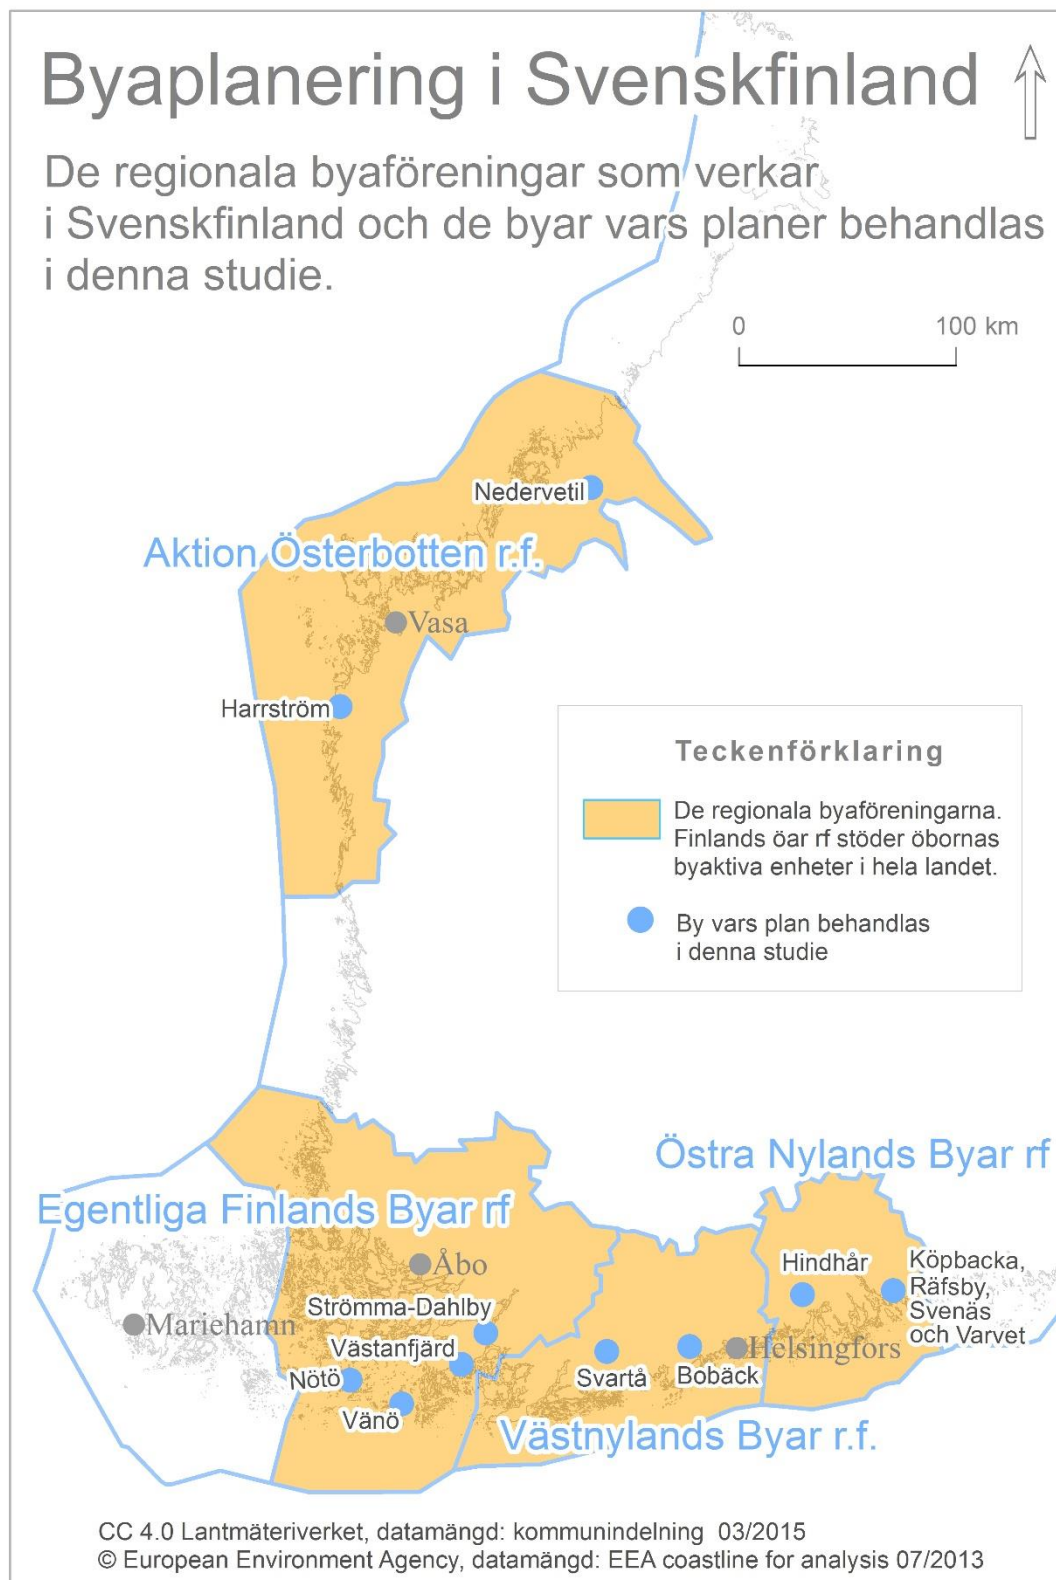 Byaplanering i Svenskfinland
De regionala byaföreningar som verkar
i Svenskfinland och de byar vars planer behandlas
i denna studie.
0
100 km
Nedervetil
Aktion Österbotten r.f.
Vasa
Harrström
Teckenförklaring
De regionala byaföreningarna.
Finlands öar rf stöder öbornas
byaktiva enheter i hela landet.
By vars plan behandlas
i denna studie
Östra Nylands Byar rf
Egentliga Finlands Byar rf
Hindhår
Köpbacka,
Räfsby,
Svenäs
och Varvet
Åbo
Strömma-Dahlby
Mariehamn
Västanfjärd
Helsingfors
Nötö
Svartå
Bobäck
Vänö
Västnylands Byar r.f.
CC 4.0 Lantmäteriverket, datamängd: kommunindelning 03/2015
© European Environment Agency, datamängd: EEA coastline for analysis 07/2013